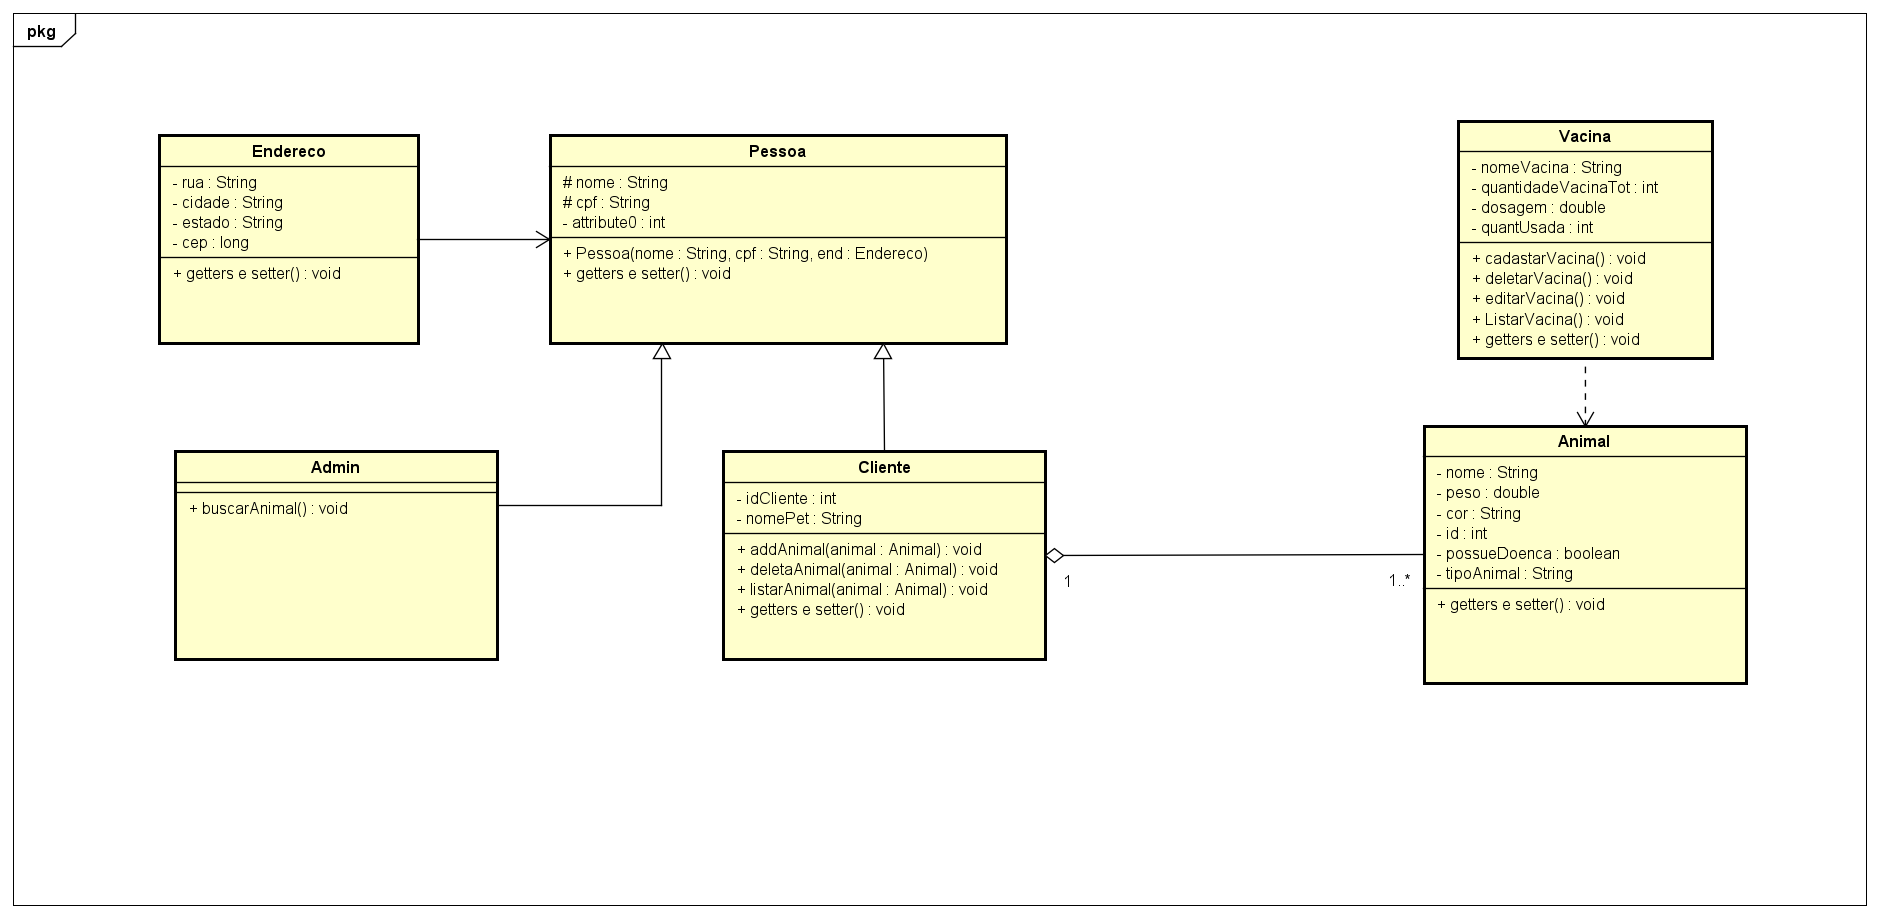 pkg
Endereco
- rua : String
- cidade : String
- estado : String
- cep : long
+ getters e setter() : void
Pessoa
# nome : String
# cpf : String
- attribute0 : int
+ Pessoa(nome : String, cpf : String, end : Endereco)
+ getters e setter() : void
Vacina
- nomeVacina : String
- quantidadeVacinaTot : int
- dosagem : double
- quantUsada : int
+ cadastarVacina() : void
+ deletarVacina() : void
+ editarVacina() : void
+ ListarVacina() : void
+ getters e setter() : void
Admin
+ buscarAnimal() : void
Cliente
- idCliente : int
- nomePet : String
+ addAnimal(animal : Animal) : void
+ deletaAnimal(animal : Animal) : void
+ listarAnimal(animal : Animal) : void
+ getters e setter() : void
1
1..*
Animal
- nome : String
- peso : double
- cor : String
- id : int
- possueDoenca : boolean
- tipoAnimal : String
+ getters e setter() : void